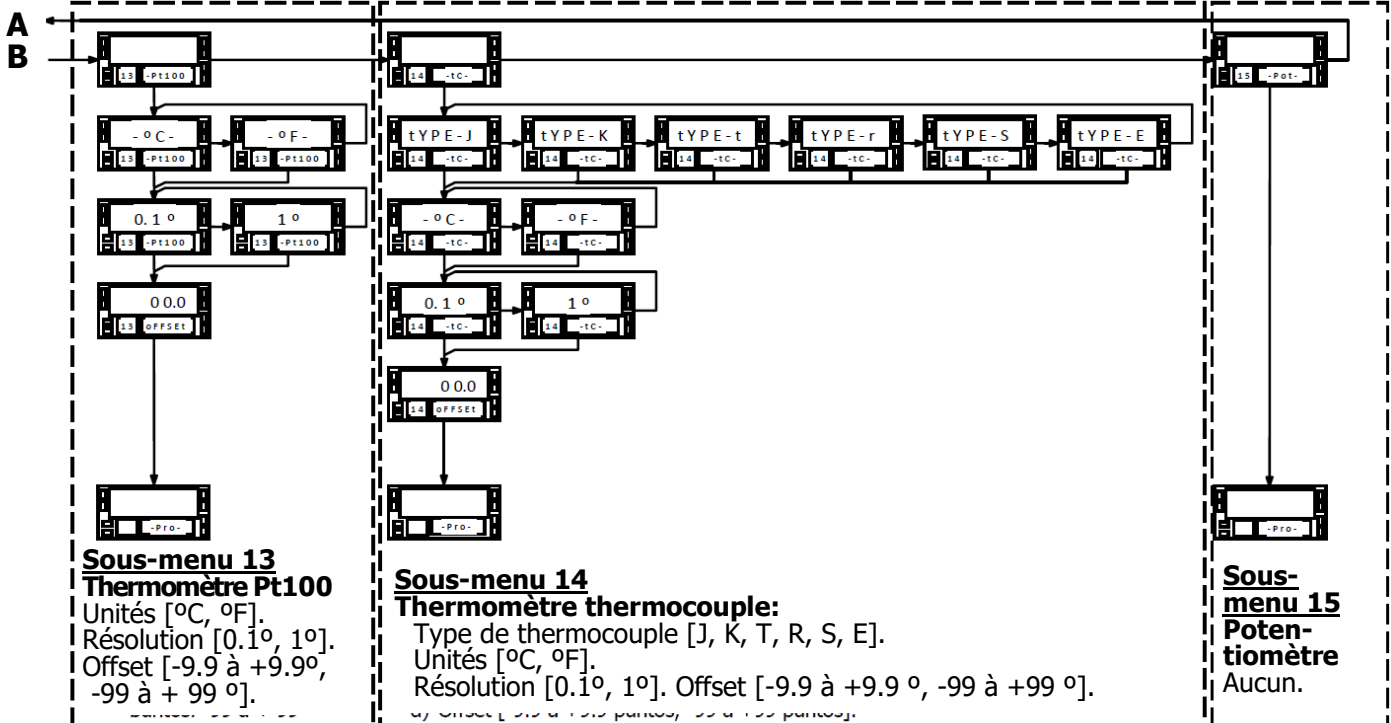 A
B
13 -Pt100
14 -tC-
15 -Pot-
-ºC-
13 -Pt100
-ºF-
13 -Pt100
tYPE-J
14 -tC-
tYPE-K
14 -tC-
tYPE-t
14 -tC-
tYPE-r
14 -tC-
tYPE-S
14 -tC-
tYPE-E
14 -tC-
0.1º
13 -Pt100
1º
13 -Pt100
-ºC-
14 -tC-
-ºF-
14 -tC-
00.0
13 oFFSEt
0.1º
14 -tC-
1º
14 -tC-
00.0
14 oFFSEt
-Pro-
-Pro-
-Pro-
Sous-menu 13
Thermomètre Pt100
Unités [ºC, ºF].
Résolution [0.1º, 1º].
Offset [-9.9 à +9.9º,
-99 à + 99 º].
Sous-menu 14
Thermomètre thermocouple:
Type de thermocouple [J, K, T, R, S, E].
Unités [ºC, ºF].
Résolution [0.1º, 1º]. Offset [-9.9 à +9.9 º, -99 à +99 º].
Sous-
menu 15
Poten-
tiomètre
Aucun.